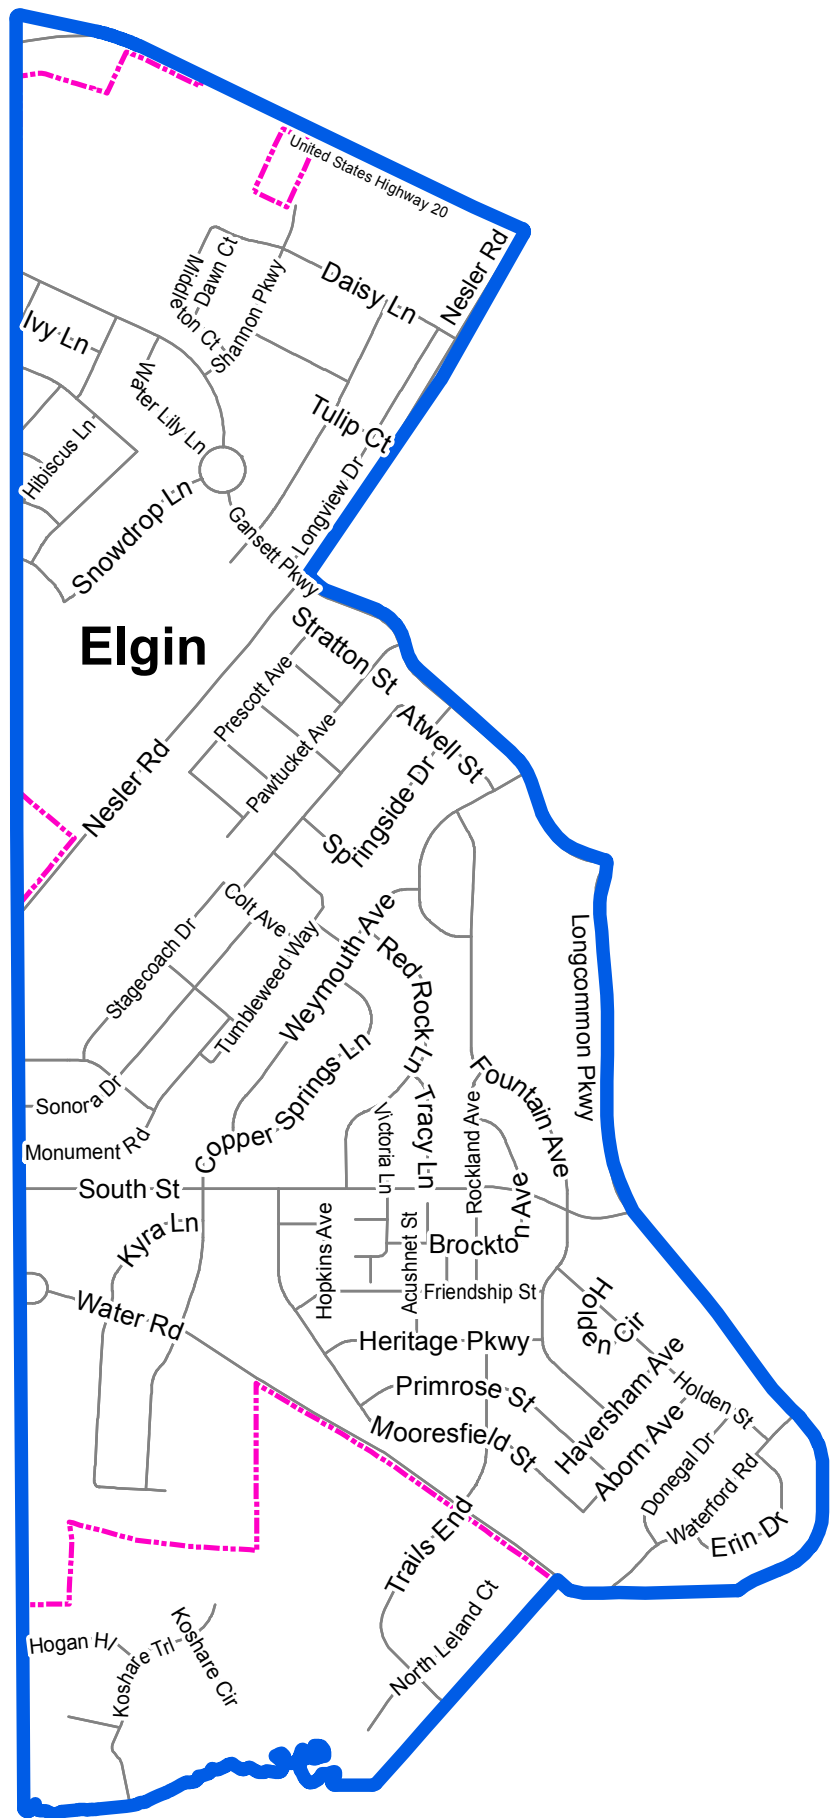 United States Highway 20
Nesler Rd
Daisy Ln
Dawn Ct
Middleton Ct
Shannon Pkwy
Ivy Ln
Water Lily Ln
Tulip Ct
Hibiscus Ln
Longview Dr
Snowdrop Ln
Gansett Pkwy
Elgin
Stratton St
Prescott Ave
Atwell St
Pawtucket Ave
Nesler Rd
Springside Dr
Colt Ave
Stagecoach Dr
Tumbleweed Way
Weymouth Ave
Red Rock Ln
Longcommon Pkwy
Copper Springs Ln
Sonora Dr
Monument Rd
Fountain Ave
Tracy Ln
Victoria Ln
Rockland Ave
South St
Kyra Ln
Hopkins Ave
Acushnet St
Brockton Ave
Water Rd
Friendship St
Holden Cir
Heritage Pkwy
Primrose St
Haversham Ave
Holden St
Mooresfield St
Aborn Ave
Donegal Dr
Waterford Rd
Erin Dr
Trails End
North Leland Ct
Hogan Hl
Koshare Trl
Koshare Cir